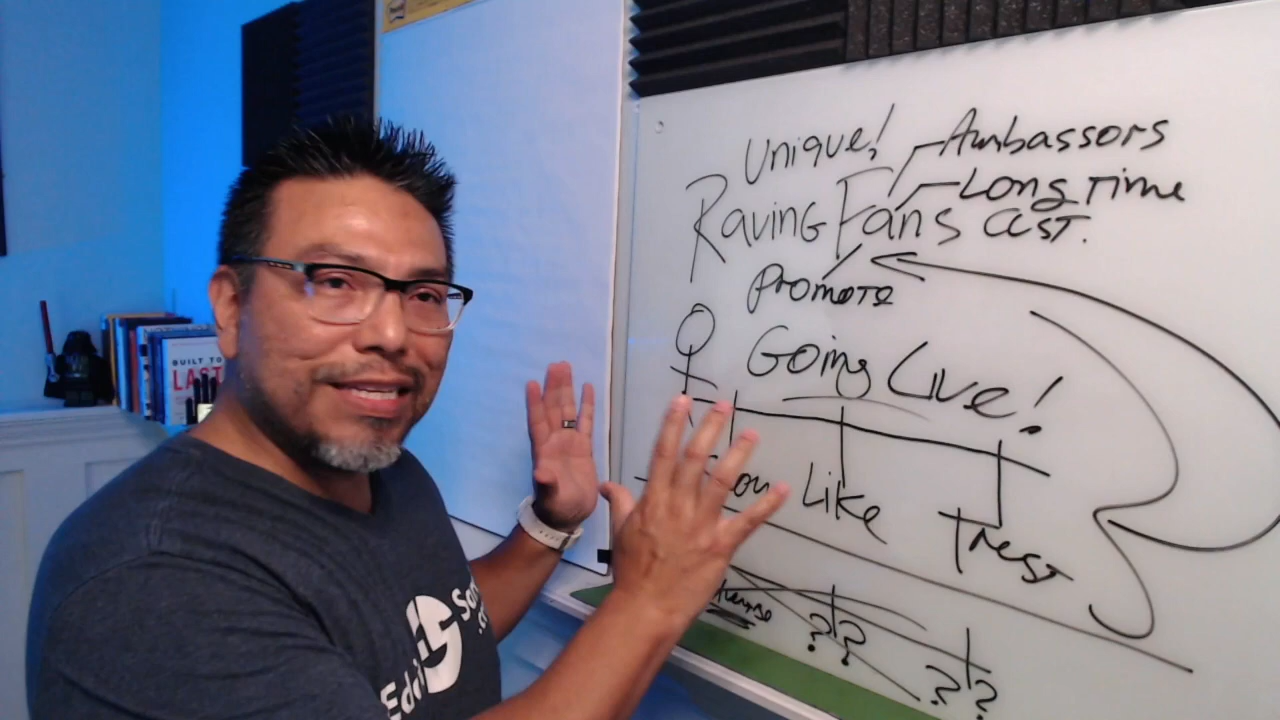 Unique!
Ambassors
Raving Fans
Long Time
Cust.
Promote
Going Live!
Like
Trust
?? 
??
BUILT TO
LAST